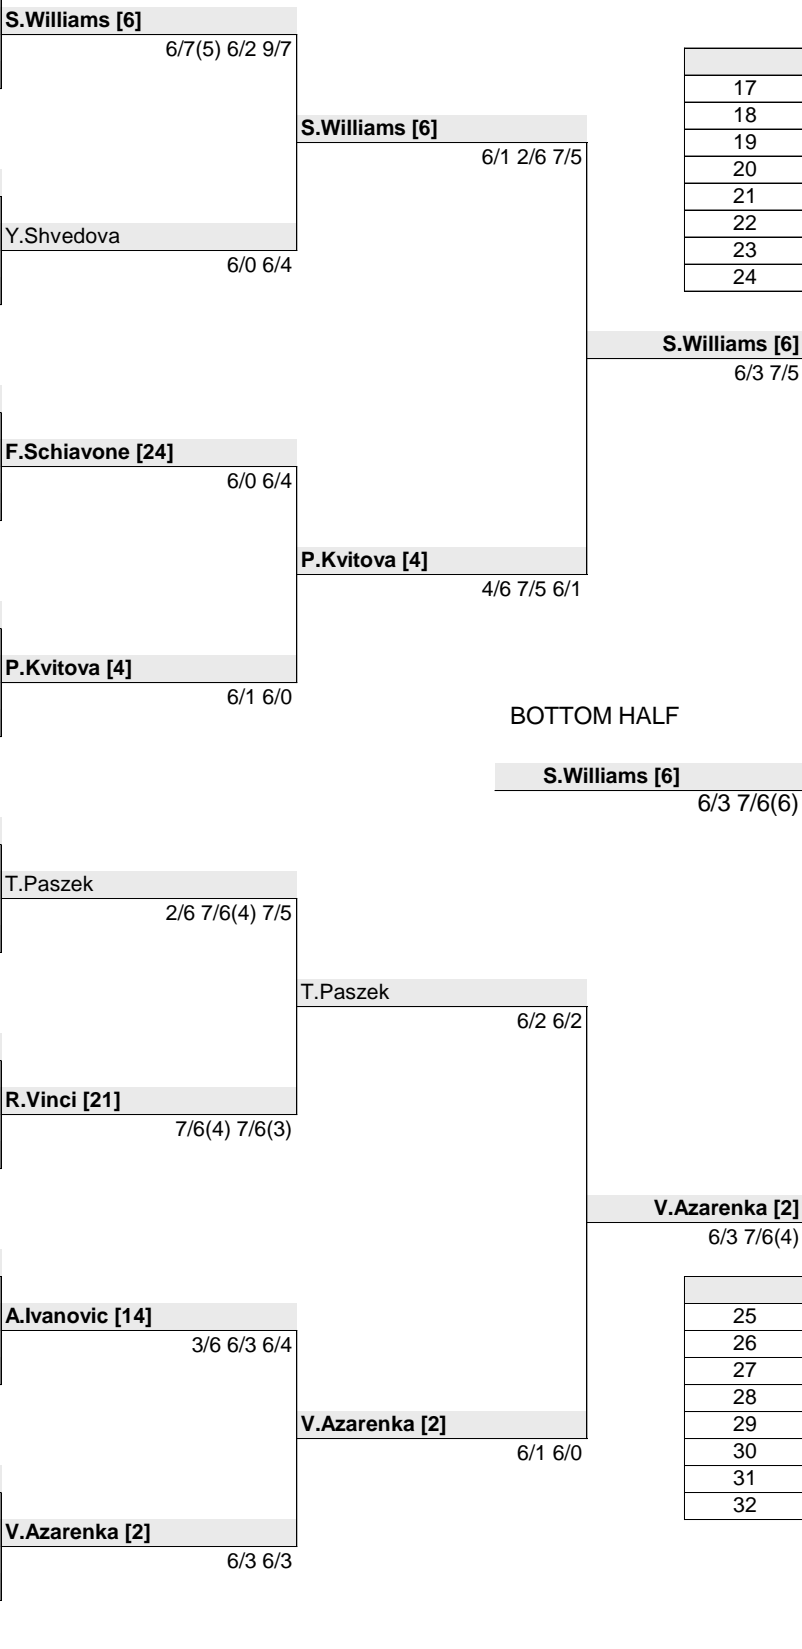 S.Williams [6]
6/7(5) 6/2 9/7
17
18
S.Williams [6]
19
6/1 2/6 7/5
20
21
22
Y.Shvedova
23
6/0 6/4
24
S.Williams [6]
6/3 7/5
F.Schiavone [24]
6/0 6/4
P.Kvitova [4]
4/6 7/5 6/1
P.Kvitova [4]
6/1 6/0
BOTTOM HALF
S.Williams [6]
6/3 7/6(6)
T.Paszek
2/6 7/6(4) 7/5
T.Paszek
6/2 6/2
R.Vinci [21]
7/6(4) 7/6(3)
V.Azarenka [2]
6/3 7/6(4)
A.Ivanovic [14]
25
3/6 6/3 6/4
26
27
28
V.Azarenka [2]
29
6/1 6/0
30
31
32
V.Azarenka [2]
6/3 6/3